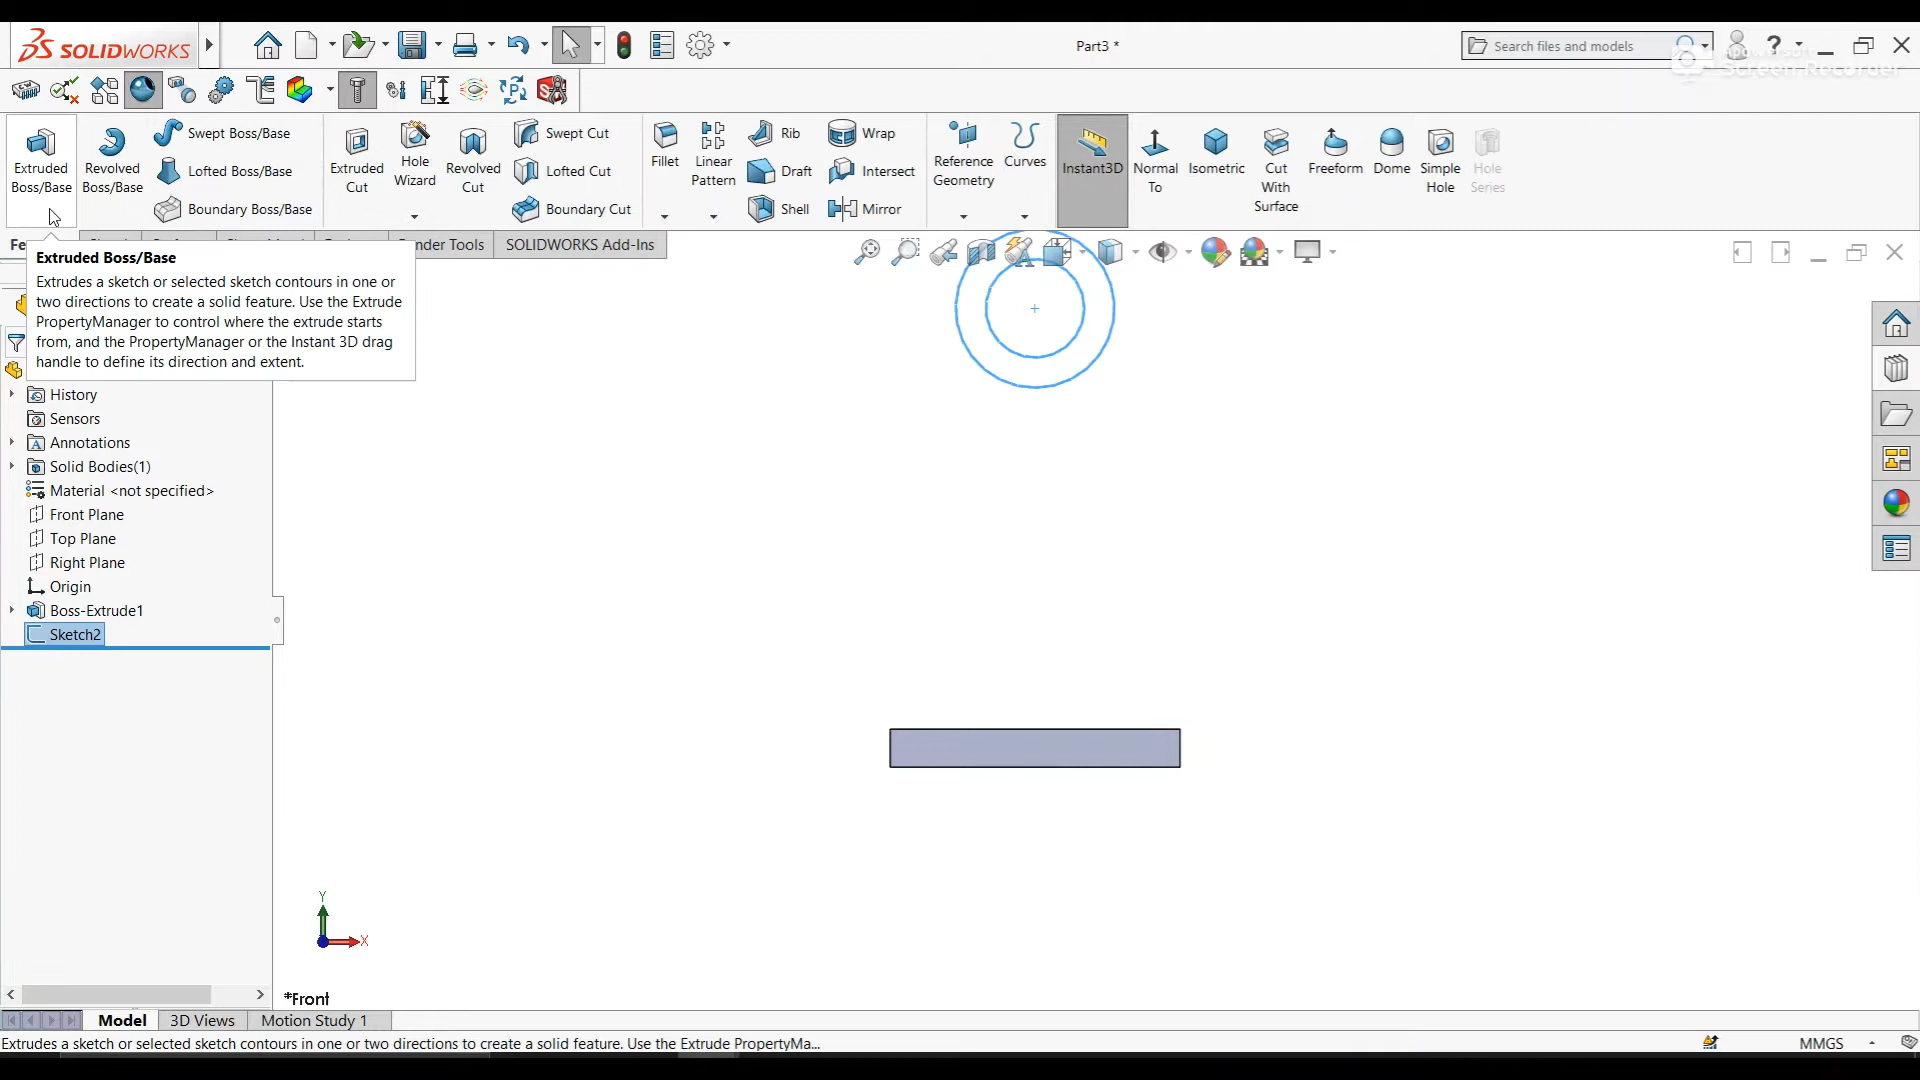 SOLIDWORKS
Part3 *
Search files and models
?
Screen Recorder
Extruded Boss/Base
Revolved Boss/Base
Swept Boss/Base
Lofted Boss/Base
Boundary Boss/Base
Extruded Cut
Hole Wizard
Revolved Cut
Swept Cut
Lofted Cut
Boundary Cut
Fillet
Linear Pattern
Rib
Draft
Shell
Wrap
Intersect
Mirror
Reference Geometry
Curves
Instant3D
Normal To
Isometric
Cut With Surface
Freeform
Dome
Simple Hole
Hole Series
Fe
nder Tools
SOLIDWORKS Add-Ins
Extruded Boss/Base
Extrudes a sketch or selected sketch contours in one or
two directions to create a solid feature. Use the Extrude
PropertyManager to control where the extrude starts
from, and the PropertyManager or the Instant 3D drag
handle to define its direction and extent.
History
Sensors
Annotations
Solid Bodies(1)
Material <not specified>
Front Plane
Top Plane
Right Plane
Origin
Boss-Extrude1
Sketch2
Y
X
*Front
Model
3D Views
Motion Study 1
Extrudes a sketch or selected sketch contours in one or two directions to create a solid feature. Use the Extrude PropertyMa...
MMGS